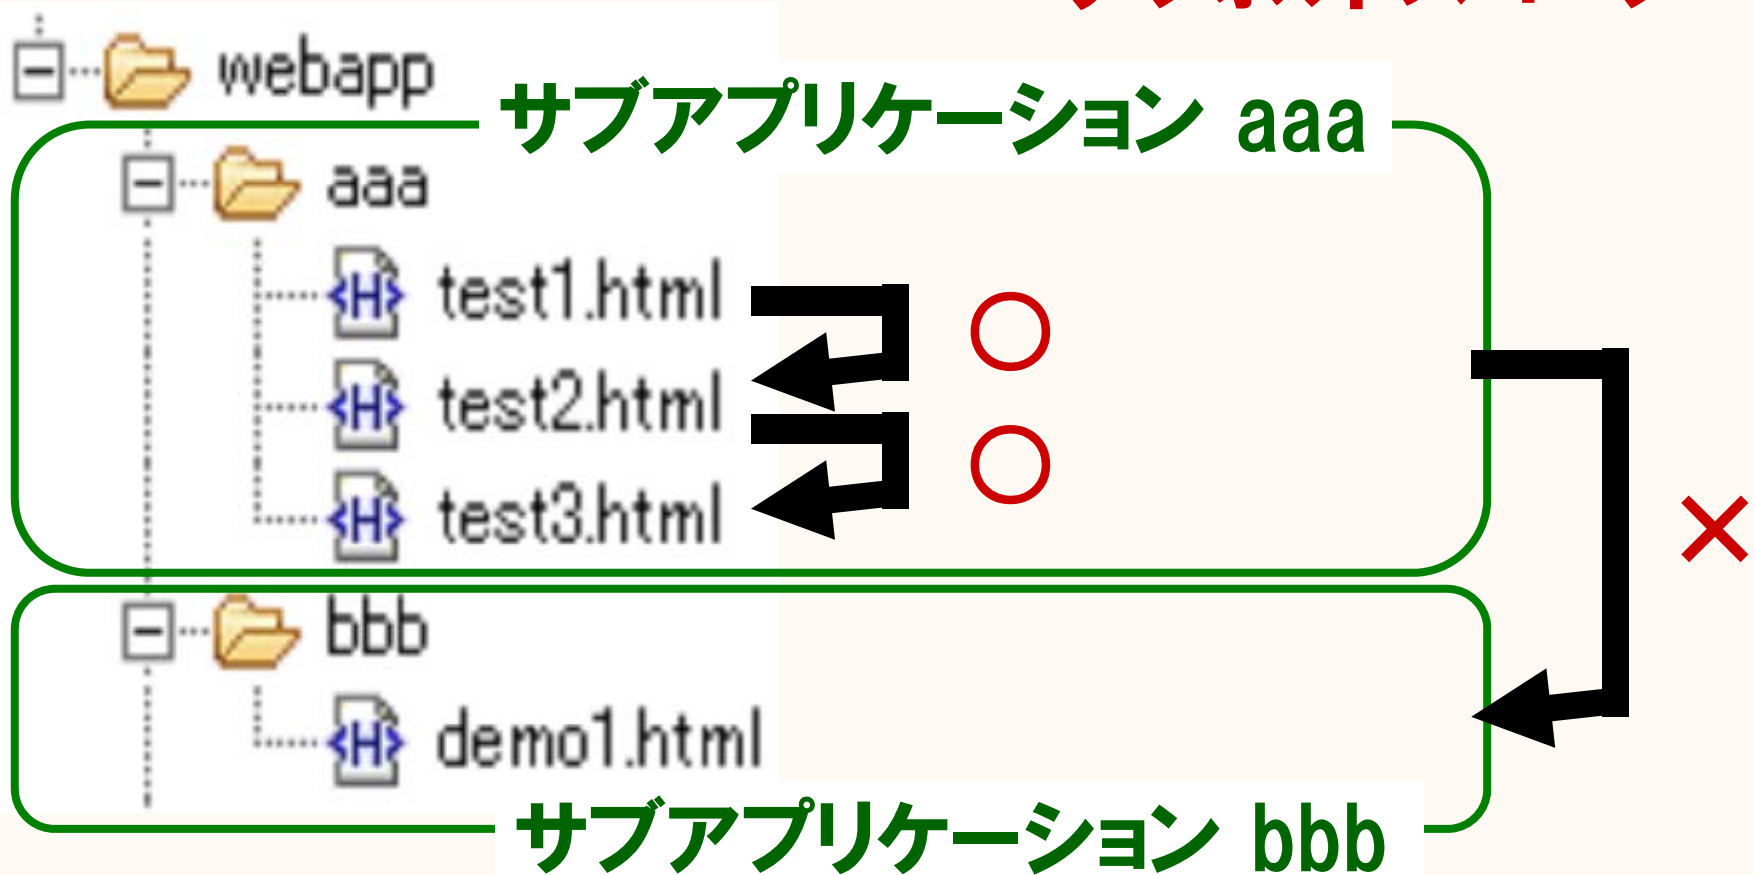 webapp
サブアプリケーション aaa
aaa
test1.html
○
test2.html
○
test3.html
×
bbb
demo1.html
サブアプリケーション bbb